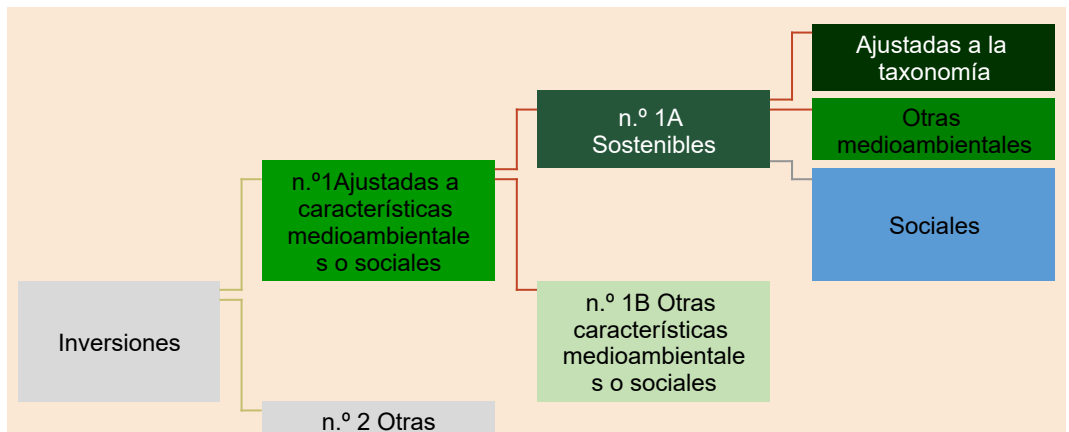 Inversiones
n.º1Ajustadas a
características
medioambientale
s o sociales
n.º 2 Otras
n.º 1A
Sostenibles
n.º 1B Otras
características
medioambientale
s o sociales
Ajustadas a la
taxonomía
Otras
medioambientales
Sociales